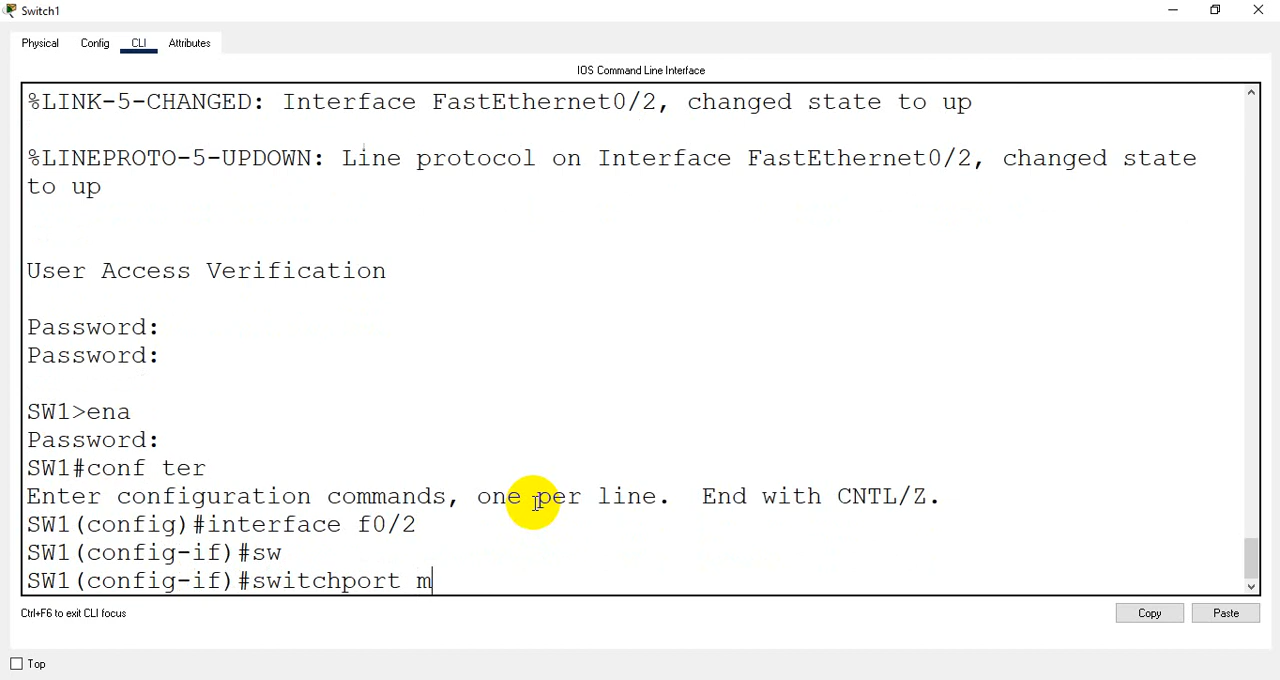 Switch1
Physical Config CLI Attributes
IOS Command Line Interface
%LINK-5-CHANGED: Interface FastEthernet0/2, changed state to up
%LINEPROTO-5-UPDOWN: Line protocol on Interface FastEthernet0/2, changed state
to up
User Access Verification
Password:
Password:
SW1>ena
Password:
SW1#conf ter
Enter configuration commands, one per line.  End with CNTL/Z.
SW1(config)#interface f0/2
SW1(config-if)#sw
SW1(config-if)#switchport m
Ctrl+F6 to exit CLI focus
Copy Paste
Top